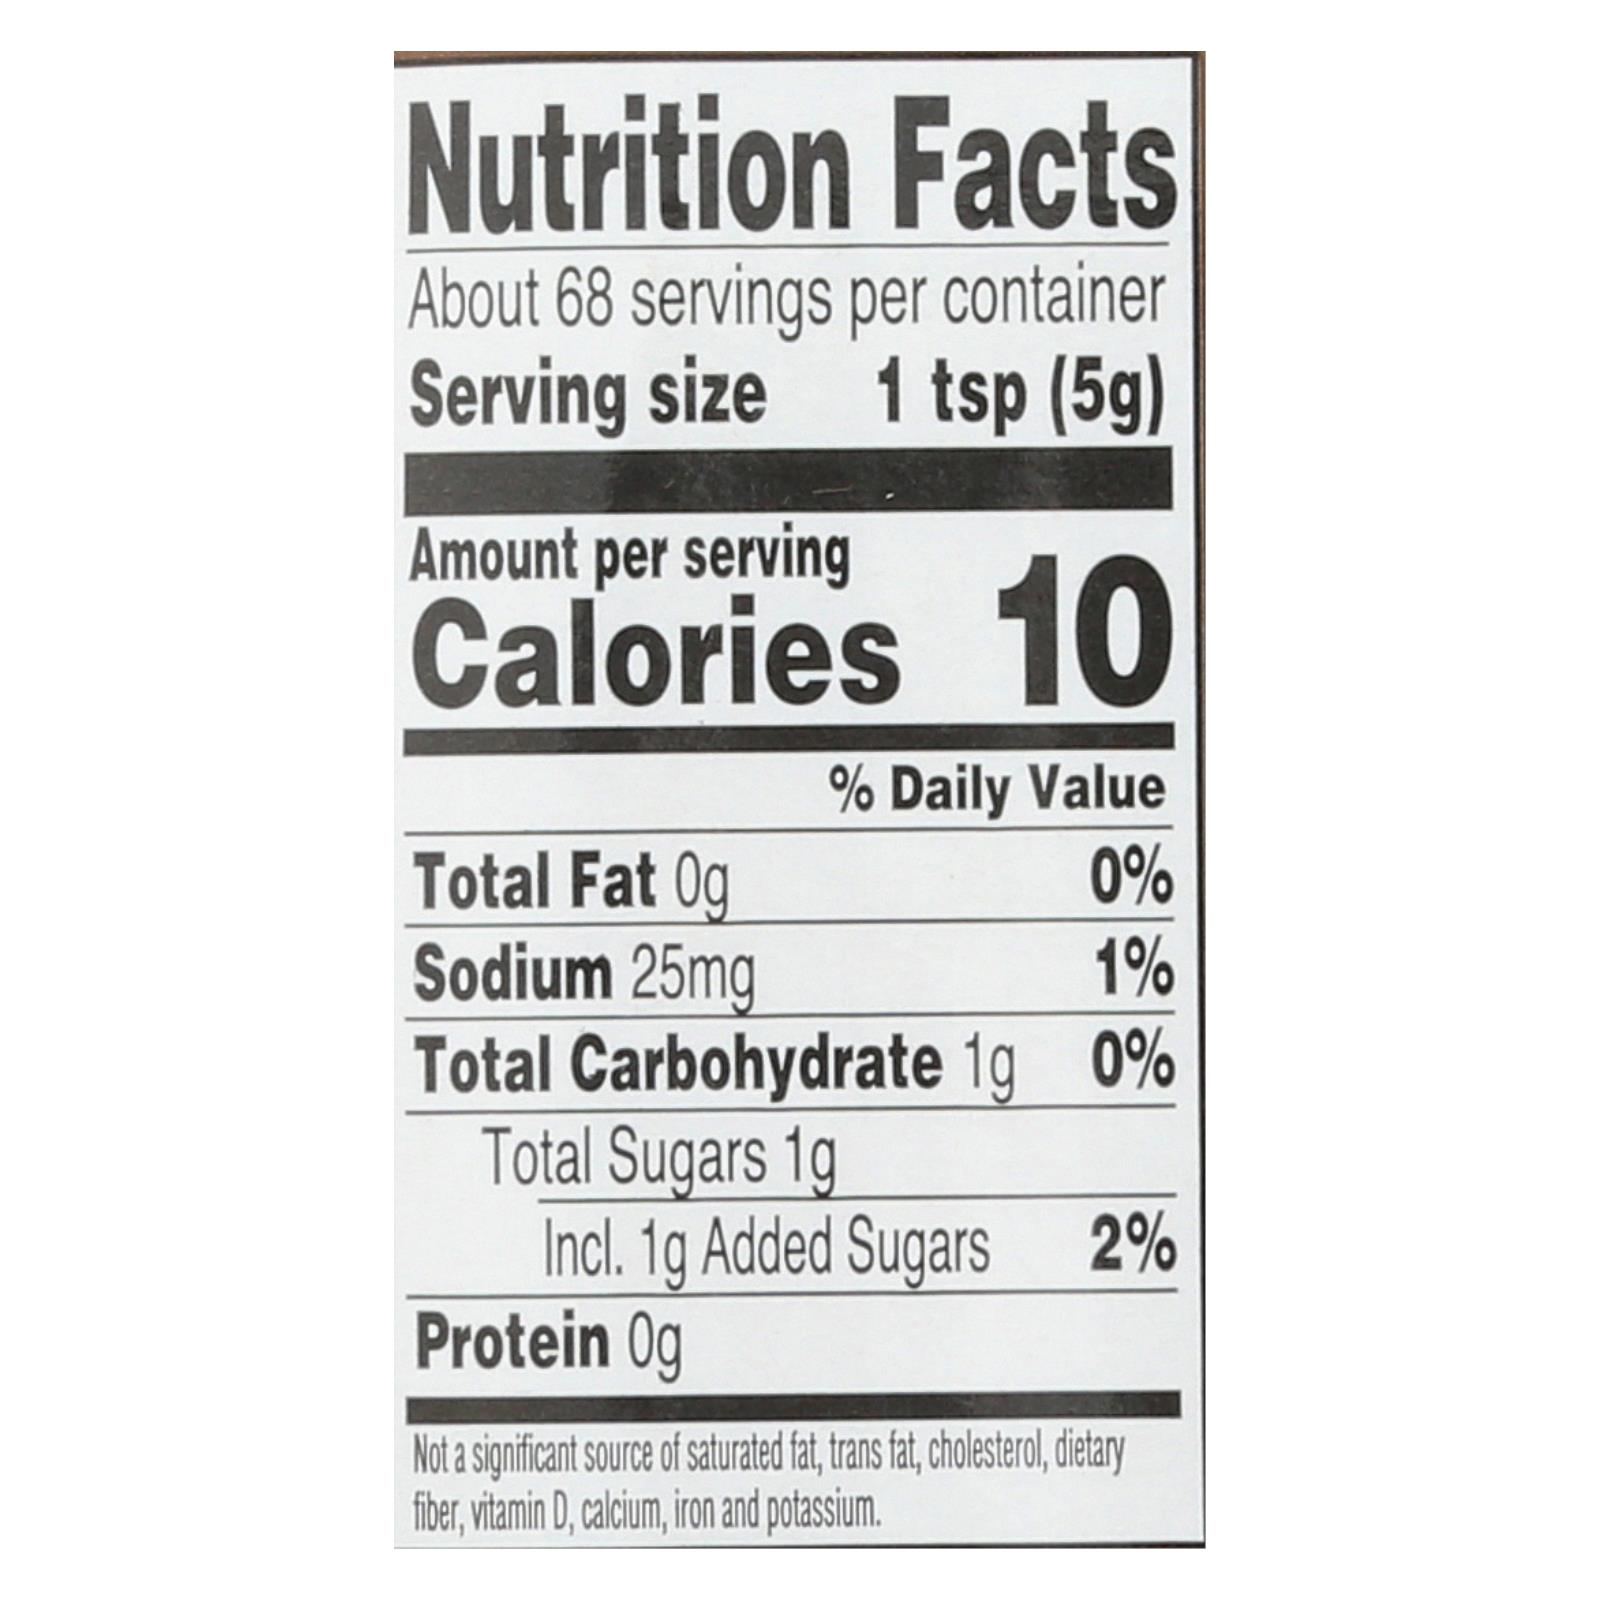 Nutrition Facts
About 68 servings per container
Serving size 1 tsp (5g)
Amount per serving
Calories 10
% Daily Value
Total Fat 0g 0%
Sodium 25mg 1%
Total Carbohydrate 1g 0%
Total Sugars 1g
Incl. 1g Added Sugars 2%
Protein 0g
Not a significant source of saturated fat, trans fat, cholesterol, dietary
fiber, vitamin D, calcium, iron and potassium.